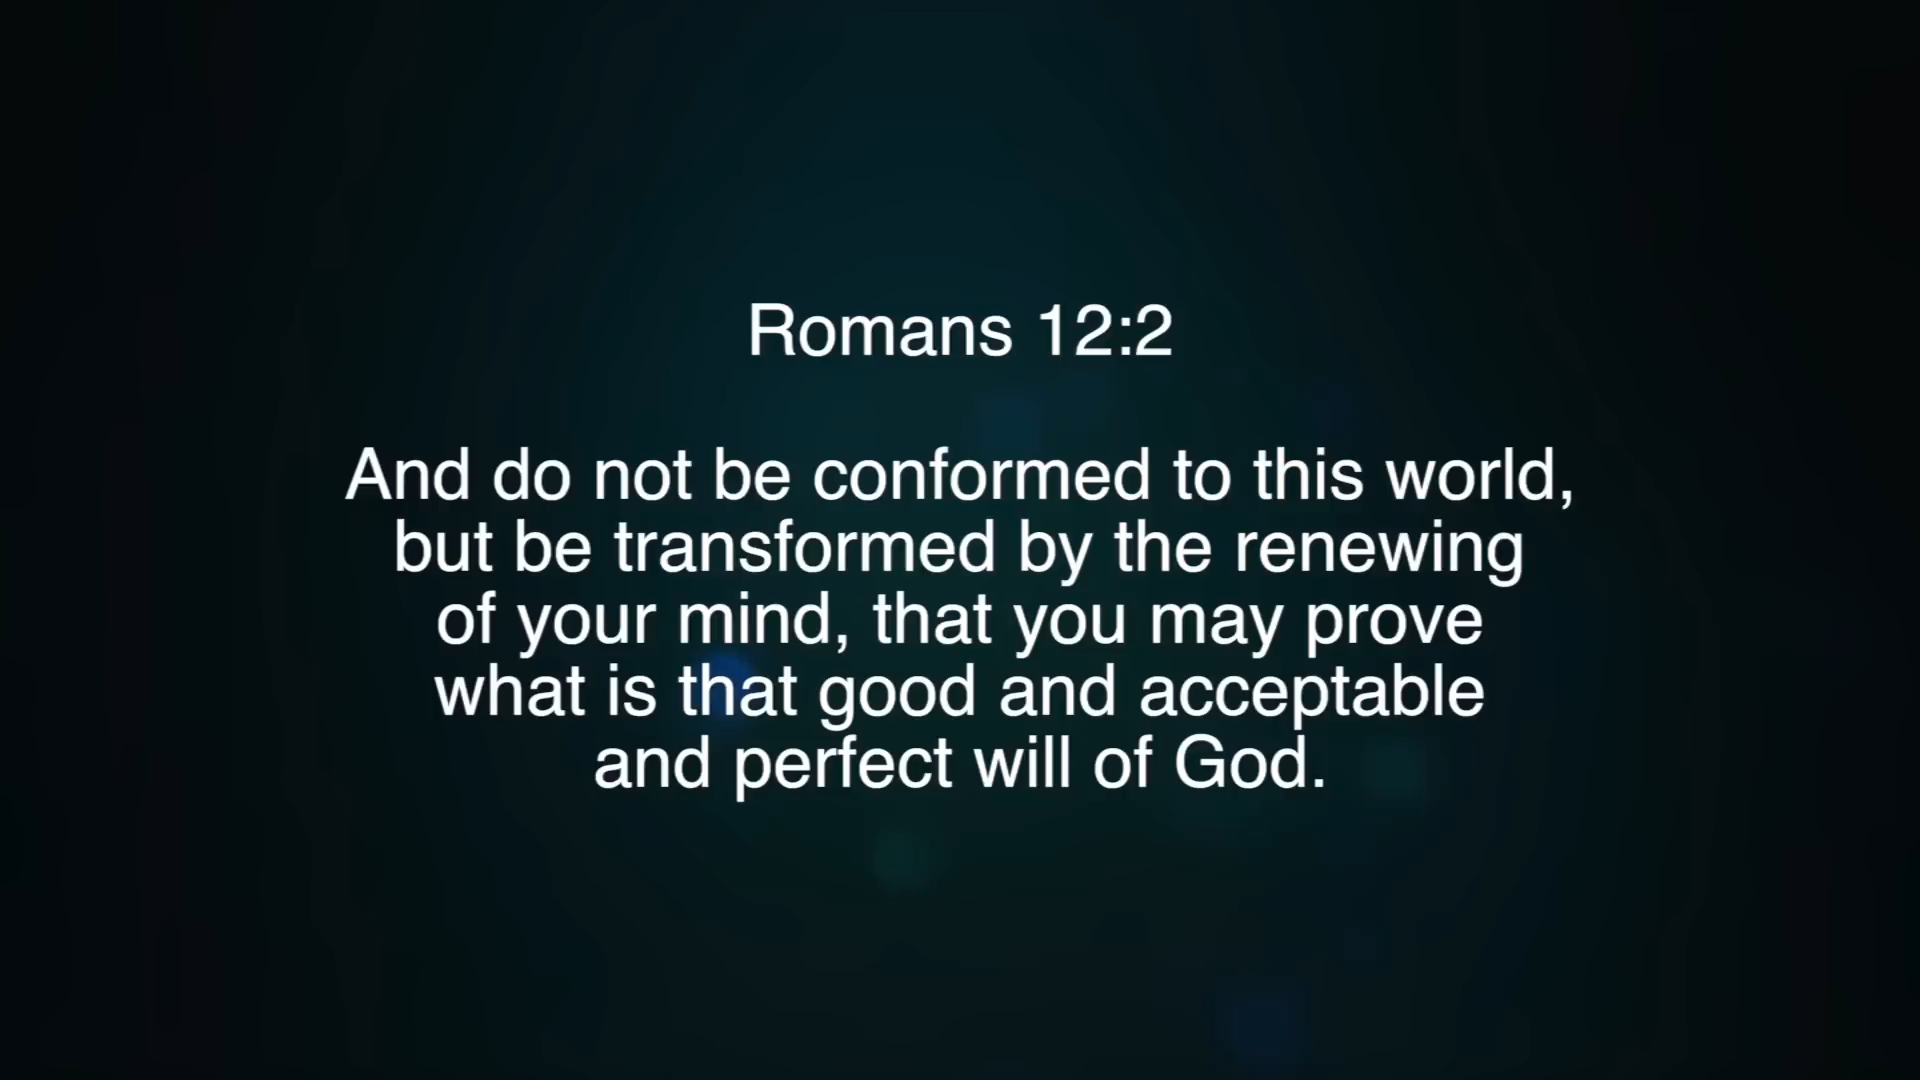 Romans 12:2
And do not be conformed to this world,
but be transformed by the renewing
of your mind, that you may prove
what is that good and acceptable
and perfect will of God.